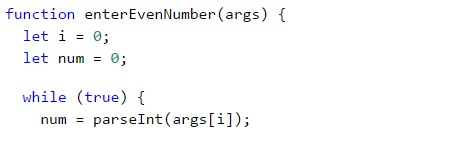 function enterEvenNumber(args) {
let i = 0;
let num = 0;
while (true) {
num = parseInt(args[i]);